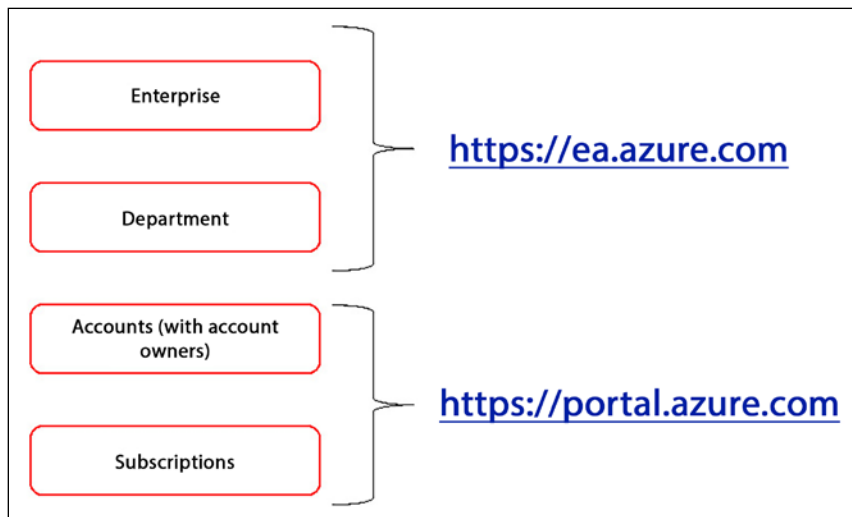 Enterprise
https://ea.azure.com
Department
Accounts (with account
owners)
https://portal.azure.com
Subscriptions